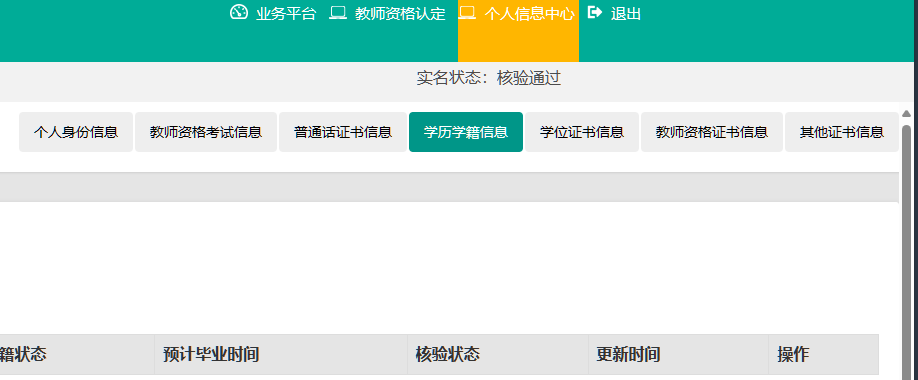 业务平台 教师资格认定 个人信息中心 退出
实名状态：核验通过
个人身份信息 教师资格考试信息 普通话证书信息 学历学籍信息 学位证书信息 教师资格证书信息 其他证书信息
籍状态 预计毕业时间 核验状态 更新时间 操作